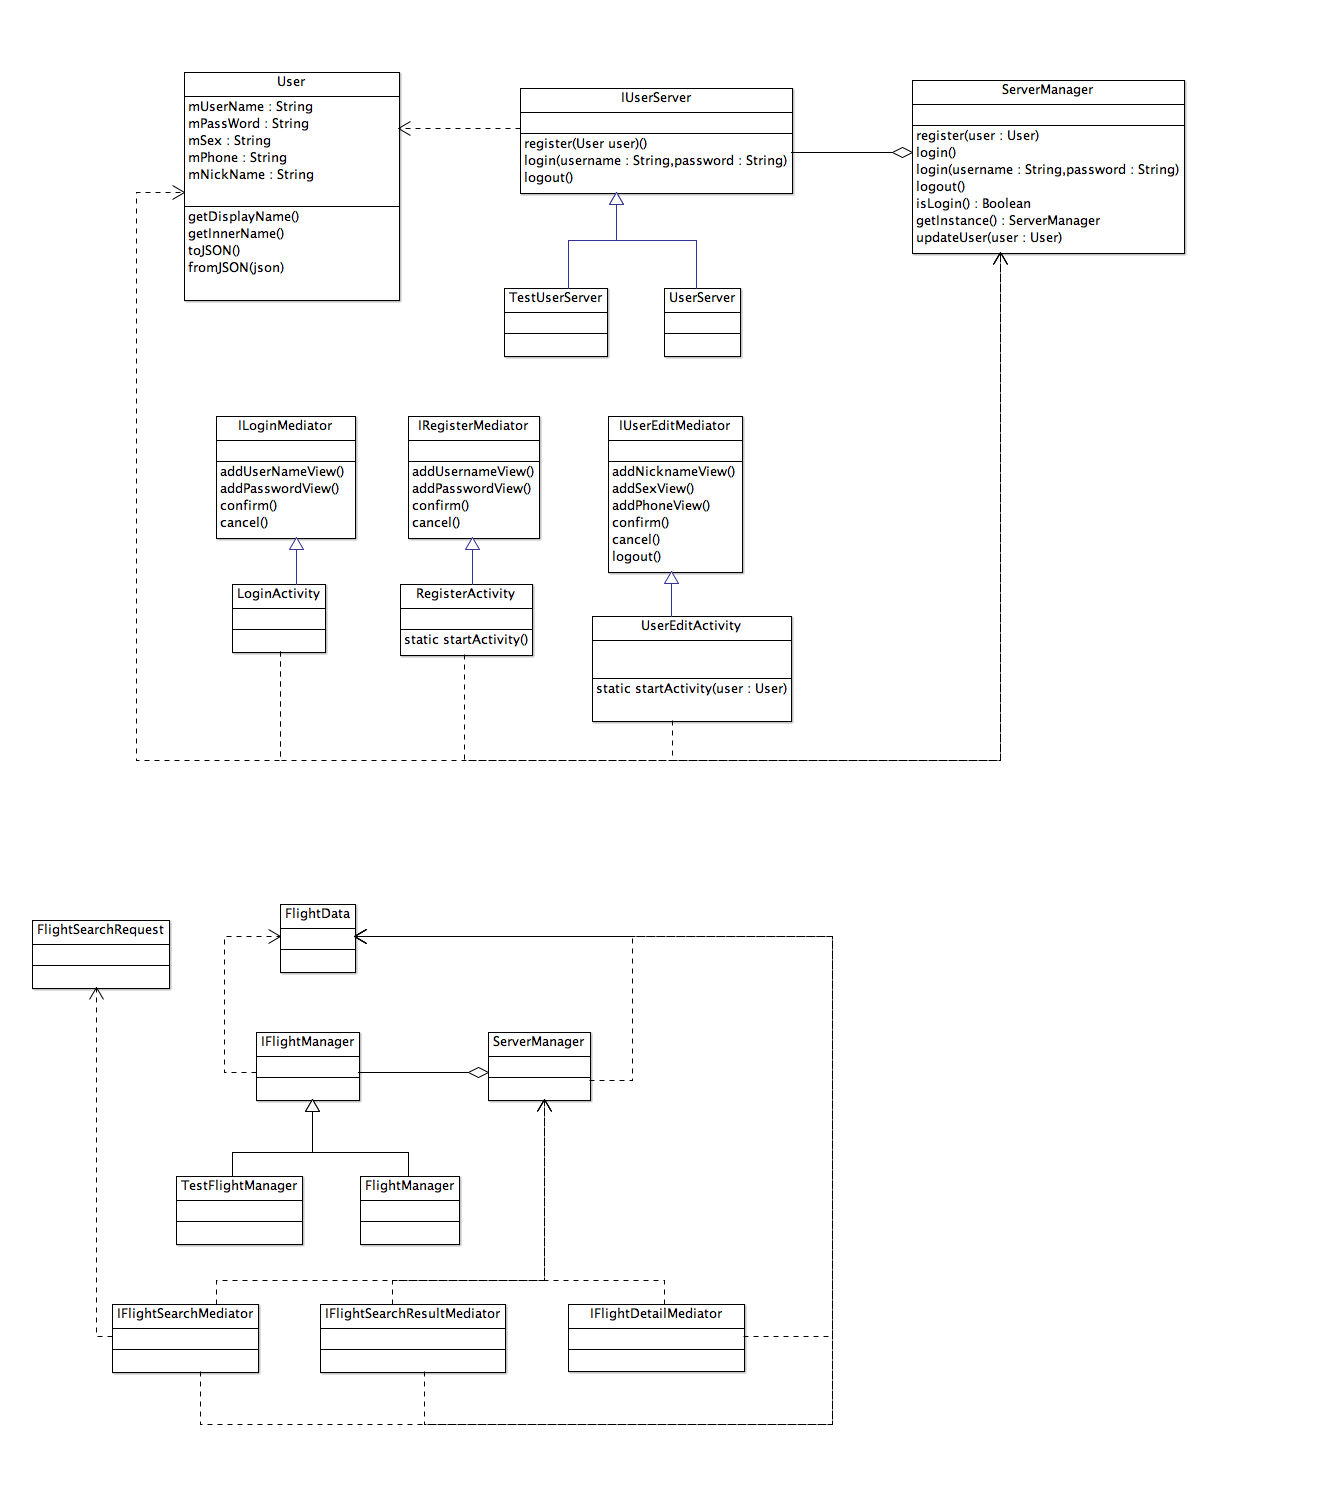 User
mUserName : String
mPassWord : String
mSex : String
mPhone : String
mNickName : String
getDisplayName()
getInnerName()
toJSON()
fromJSON(json)
IUserServer
register(User user)()
login(username : String,password : String)
logout()
ServerManager
register(user : User)
login()
login(username : String,password : String)
logout()
isLogin() : Boolean
getInstance() : ServerManager
updateUser(user : User)
TestUserServer
UserServer
ILoginMediator
addUserNameView()
addPasswordView()
confirm()
cancel()
IRegisterMediator
addUsernameView()
addPasswordView()
confirm()
cancel()
IUserEditMediator
addNicknameView()
addSexView()
addPhoneView()
confirm()
cancel()
logout()
LoginActivity
RegisterActivity
static startActivity()
UserEditActivity
static startActivity(user : User)
FlightSearchRequest
FlightData
IFlightManager
ServerManager
TestFlightManager
FlightManager
IFlightSearchMediator
IFlightSearchResultMediator
IFlightDetailMediator